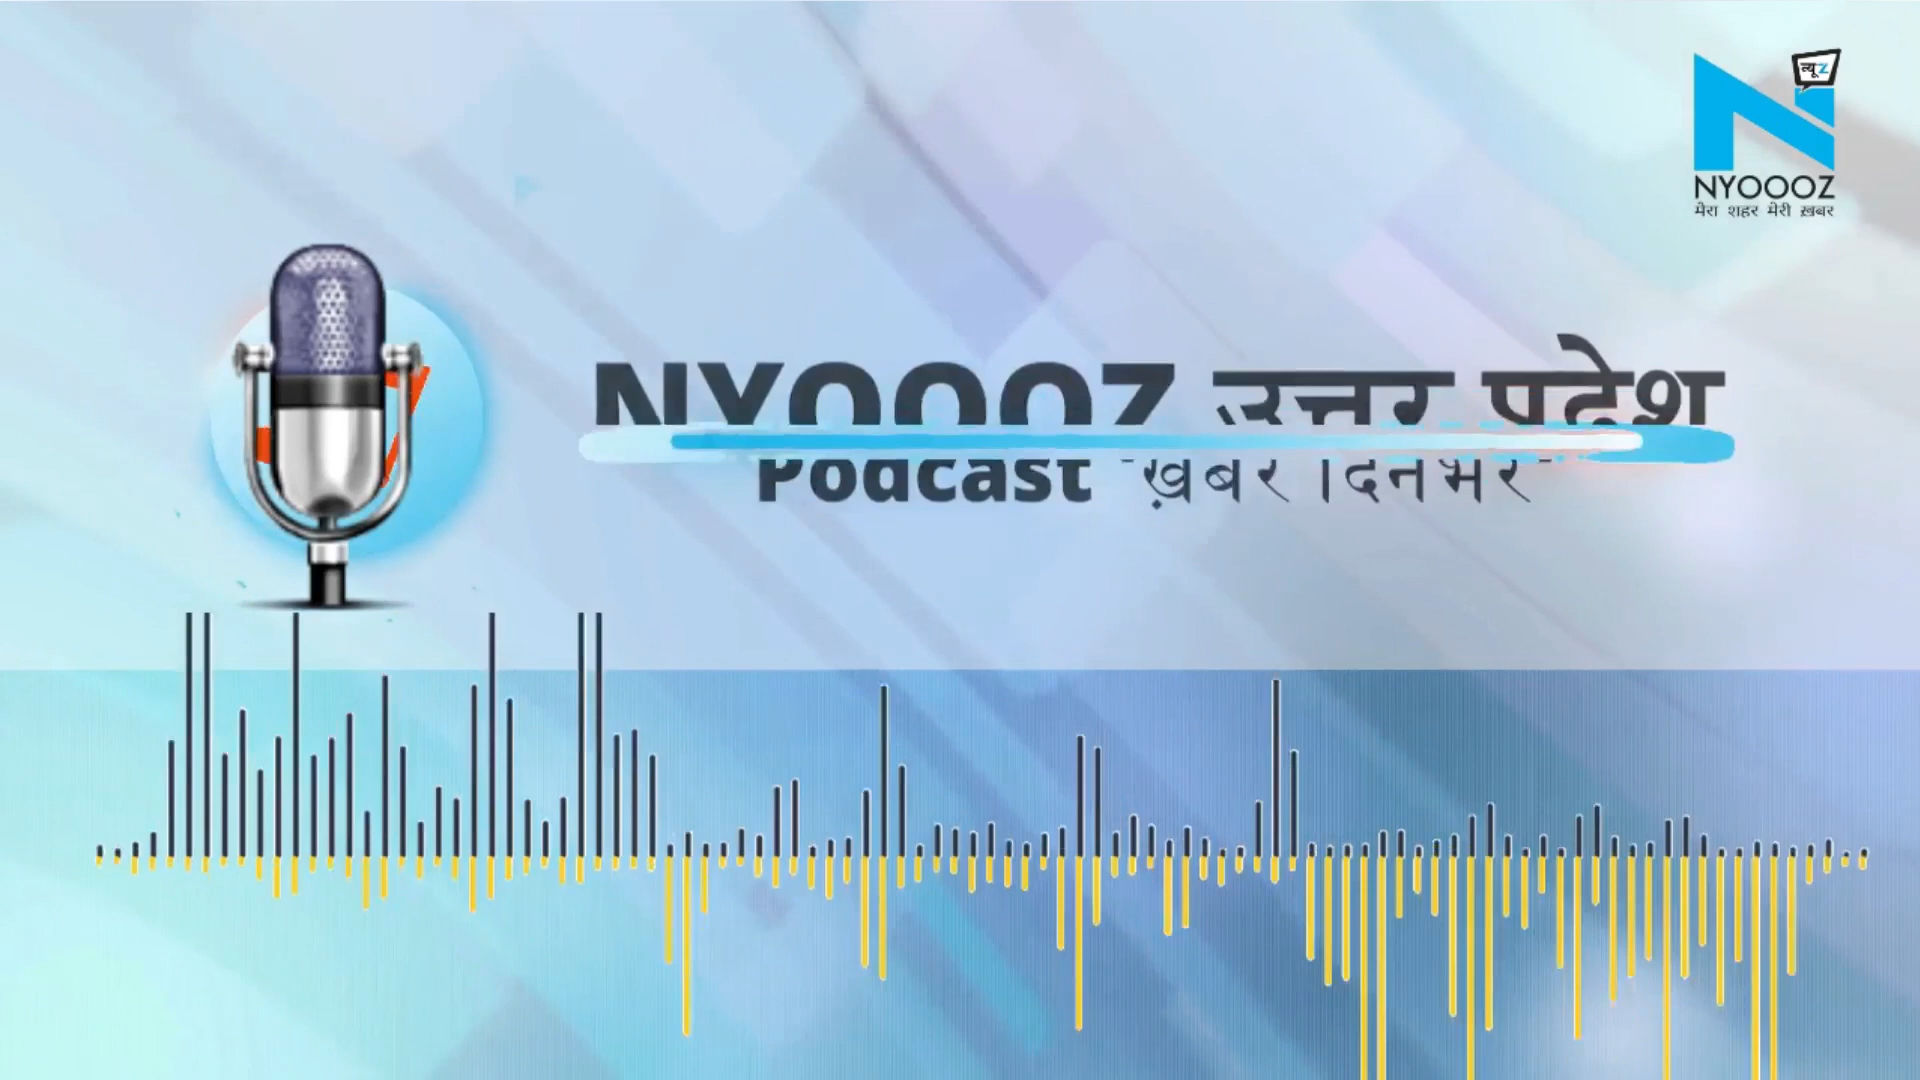 न्यूZ
NYOOOZ
मेरा शहर मेरी ख़बर
NYOOOZ उत्तर प्रदेश
Podcast "ख़बर दिनभर"